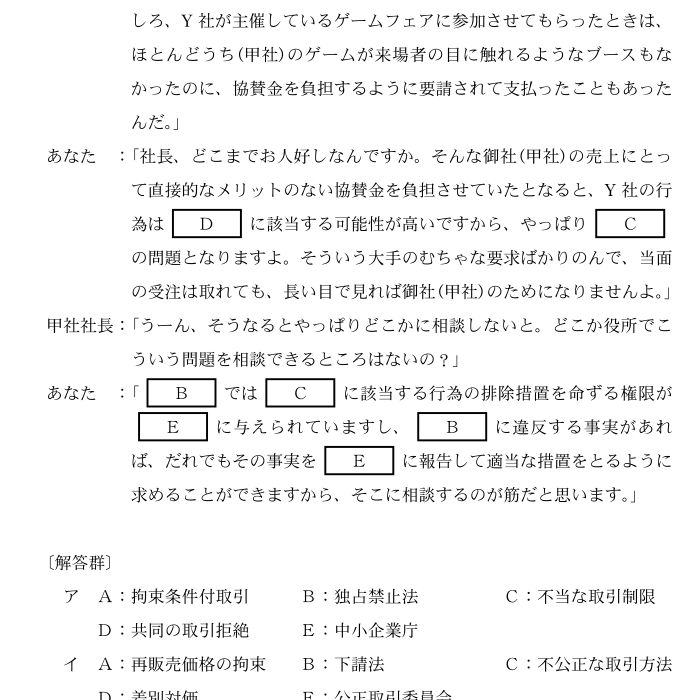 しろ、Y 社が主催しているゲームフェアに参加させてもらったときは、
ほとんどうち(甲社)のゲームが来場者の目に触れるようなブースもな
かったのに、協賛金を負担するように要請されて支払ったこともあった
んだ。」
あなた ：「社長、どこまでお人好しなんですか。そんな御社(甲社)の売上にとっ
て直接的なメリットのない協賛金を負担させていたとなると、Y 社の行
為は D に該当する可能性が高いですから、やっぱり C
の問題となりますよ。そういう大手のむちゃな要求ばかりのんで、当面
の受注は取れても、長い目で見れば御社(甲社)のためになりませんよ。」
甲社社長：「うーん、そうなるとやっぱりどこかに相談しないと。どこか役所でこ
ういう問題を相談できるところはないの？」
あなた ：「 B では C に該当する行為の排除措置を命ずる権限が
E に与えられていますし、 B に違反する事実があれ
ば、だれでもその事実を E に報告して適当な措置をとるように
求めることができますから、そこに相談するのが筋だと思います。」
〔解答群〕
ア A：拘束条件付取引 B：独占禁止法 C：不当な取引制限
D：共同の取引拒絶 E：中小企業庁
イ A：再販売価格の拘束 B：下請法 C：不公正な取引方法
D：差別対価 E：公正取引委員会